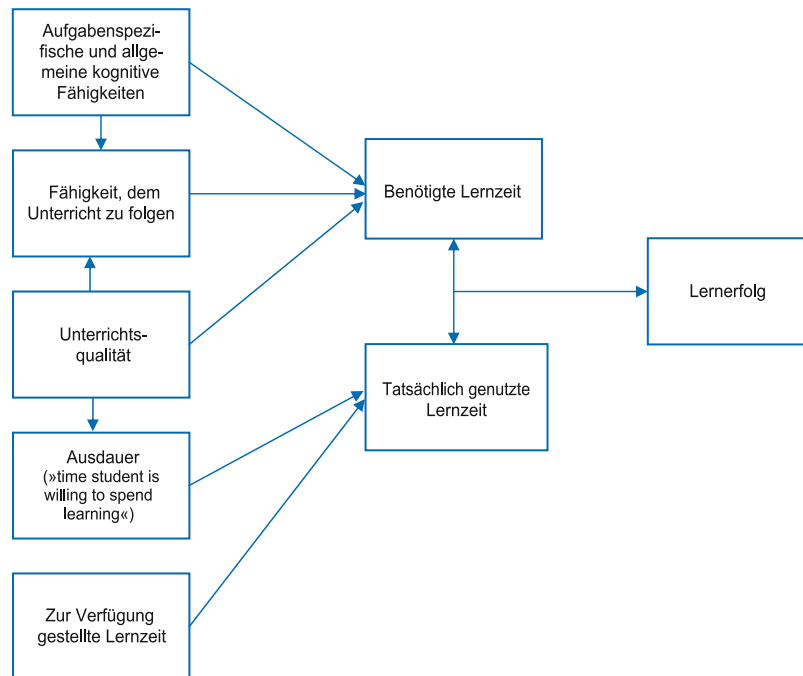 Aufgabenspezi-
fische und allge-
meine kognitive
Fähigkeiten
Fähigkeit, dem
Unterricht zu folgen
Unterrichts-
qualität
Ausdauer
(»time student is
willing to spend
learning«)
Zur Verfügung
gestellte Lernzeit
Benötigte Lernzeit
Tatsächlich genutzte
Lernzeit
Lernerfolg